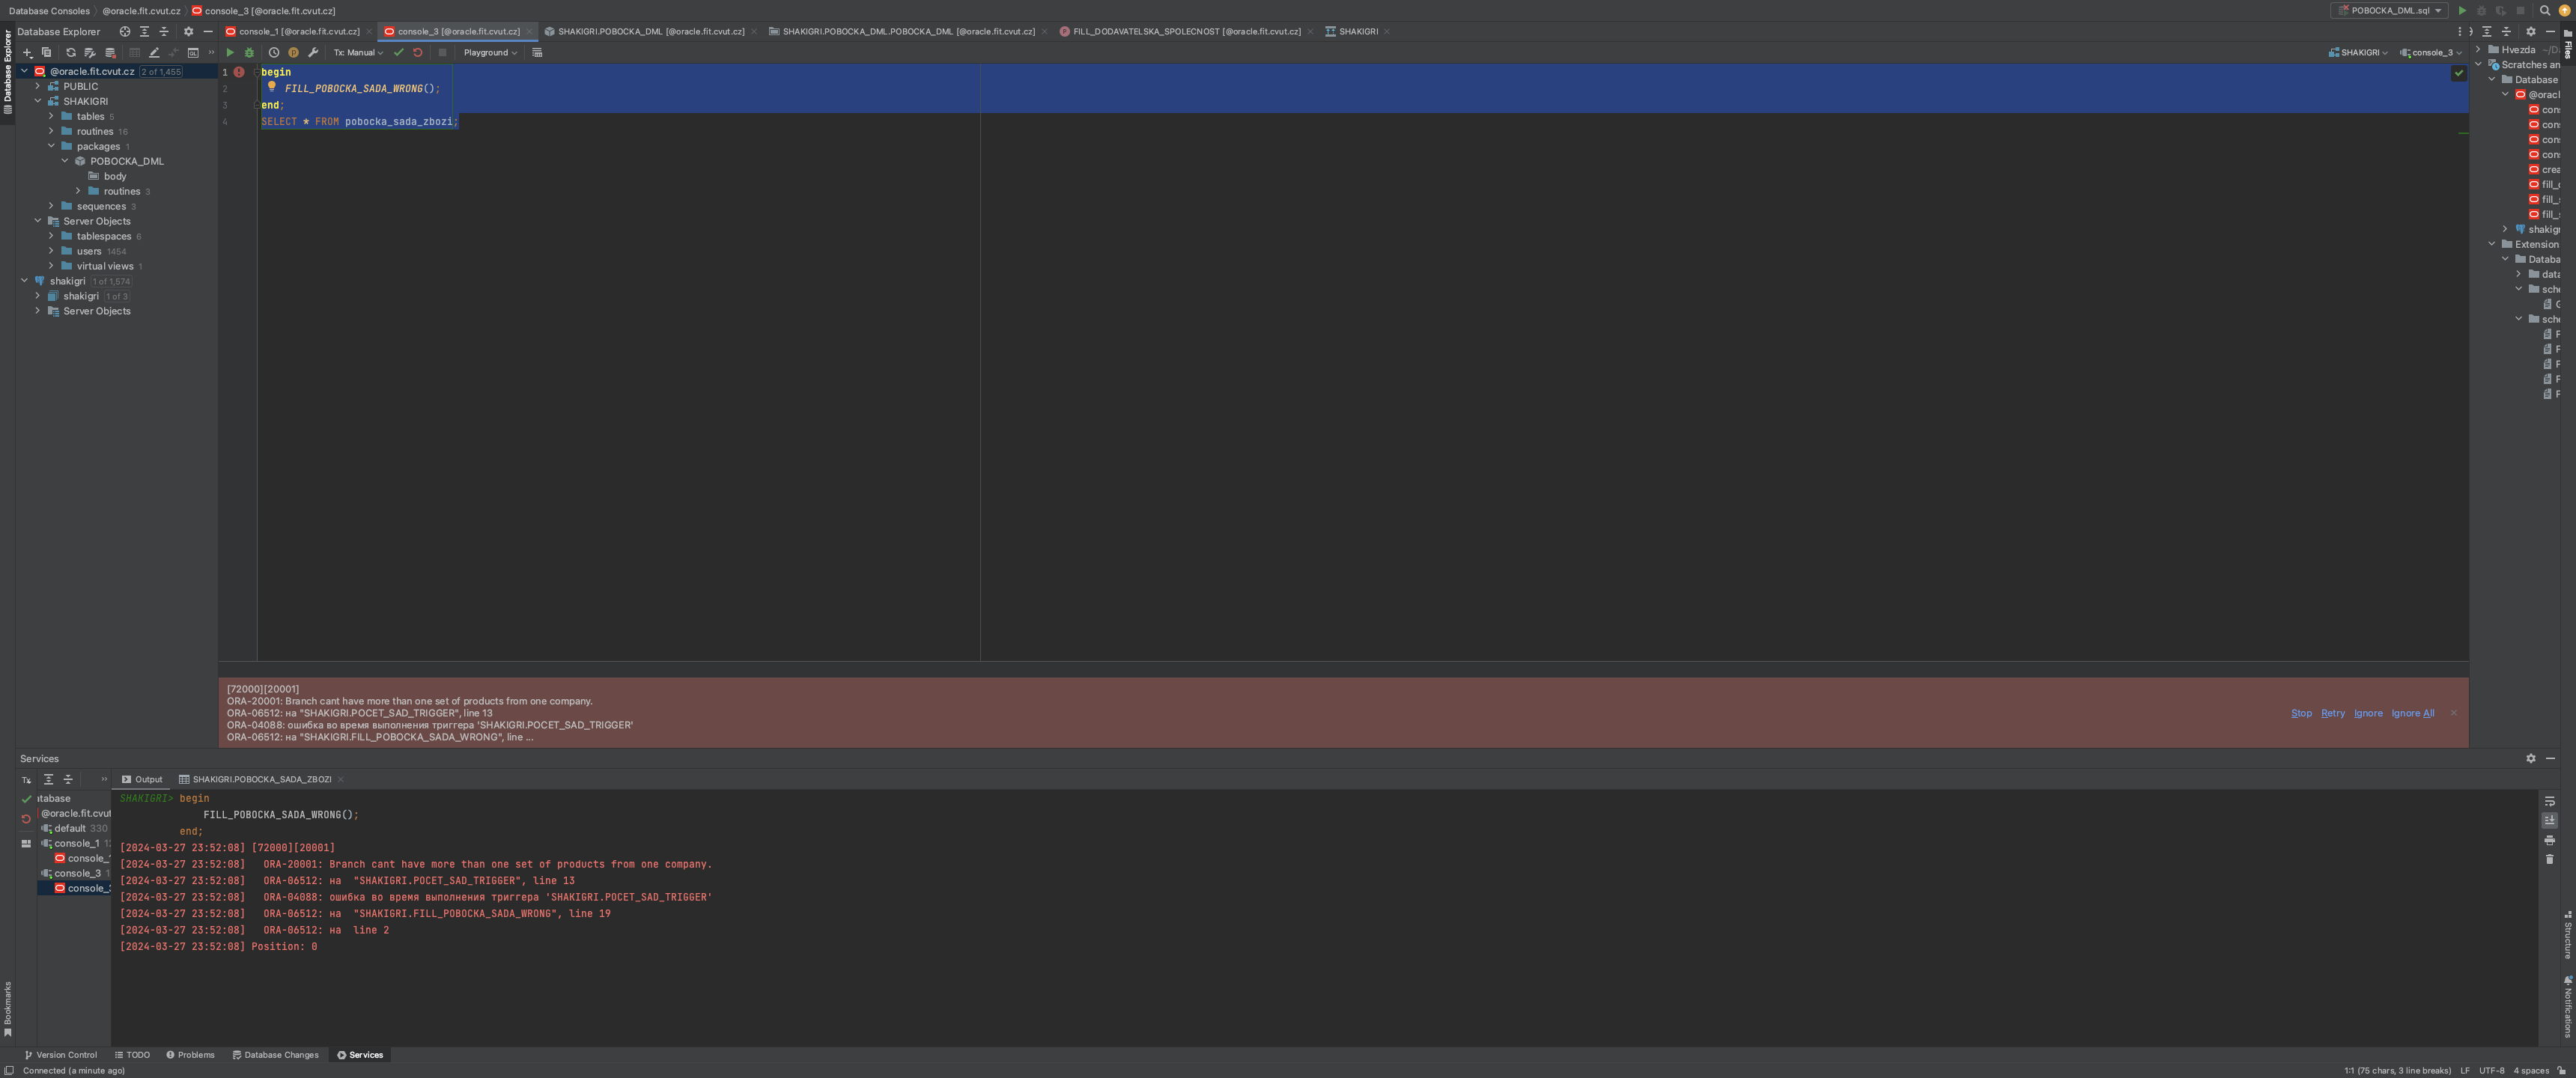 Database Consoles
@oracle.fit.cvut.cz
console_3 [@oracle.fit.cvut.cz]
POBOCKA_DML.sql
Database Explorer
console_1 [@oracle.fit.cvut.cz]
console_3 [@oracle.fit.cvut.cz]
SHAKIGRI.POBOCKA_DML [@oracle.fit.cvut.cz]
SHAKIGRI.POBOCKA_DML.POBOCKA_DML [@oracle.fit.cvut.cz]
FILL_DODAVATELSKA_SPOLECNOST [@oracle.fit.cvut.cz]
SHAKIGRI
Tx: Manual
Playground
SHAKIGRI
console_3
Database Explorer
@oracle.fit.cvut.cz 2 of 1,455
PUBLIC
SHAKIGRI
tables 5
routines 16
packages 1
POBOCKA_DML
body
routines 3
sequences 3
Server Objects
tablespaces 6
users 1454
virtual views 1
shakigri 1 of 1,574
shakigri 1 of 3
Server Objects
1 begin
2 FILL_POBOCKA_SADA_WRONG();
3 end;
4 SELECT * FROM pobocka_sada_zbozi;
Files
Hvezda ~/D
Scratches an
Database
@oracl
con
con
con
con
crea
fill_
fill_
fill_
shakigr
Extension
Databa
data
sch
sch
[72000][20001]
ORA-20001: Branch cant have more than one set of products from one company.
ORA-06512: на "SHAKIGRI.POCET_SAD_TRIGGER", line 13
ORA-04088: ошибка во время выполнения триггера 'SHAKIGRI.POCET_SAD_TRIGGER'
ORA-06512: на "SHAKIGRI.FILL_POBOCKA_SADA_WRONG", line ...
Stop Retry Ignore Ignore All
Services
Tx
Output
SHAKIGRI.POBOCKA_SADA_ZBOZI
atabase
@oracle.fit.cvut
default 330
console_1
console_
console_3
console_3
SHAKIGRI> begin
FILL_POBOCKA_SADA_WRONG();
end;
[2024-03-27 23:52:08] [72000][20001]
[2024-03-27 23:52:08] ORA-20001: Branch cant have more than one set of products from one company.
[2024-03-27 23:52:08] ORA-06512: на "SHAKIGRI.POCET_SAD_TRIGGER", line 13
[2024-03-27 23:52:08] ORA-04088: ошибка во время выполнения триггера 'SHAKIGRI.POCET_SAD_TRIGGER'
[2024-03-27 23:52:08] ORA-06512: на "SHAKIGRI.FILL_POBOCKA_SADA_WRONG", line 19
[2024-03-27 23:52:08] ORA-06512: на line 2
[2024-03-27 23:52:08] Position: 0
Bookmarks
Structure
Notifications
Version Control
TODO
Problems
Database Changes
Services
Connected (a minute ago)
1:1 (75 chars, 3 line breaks) LF UTF-8 4 spaces